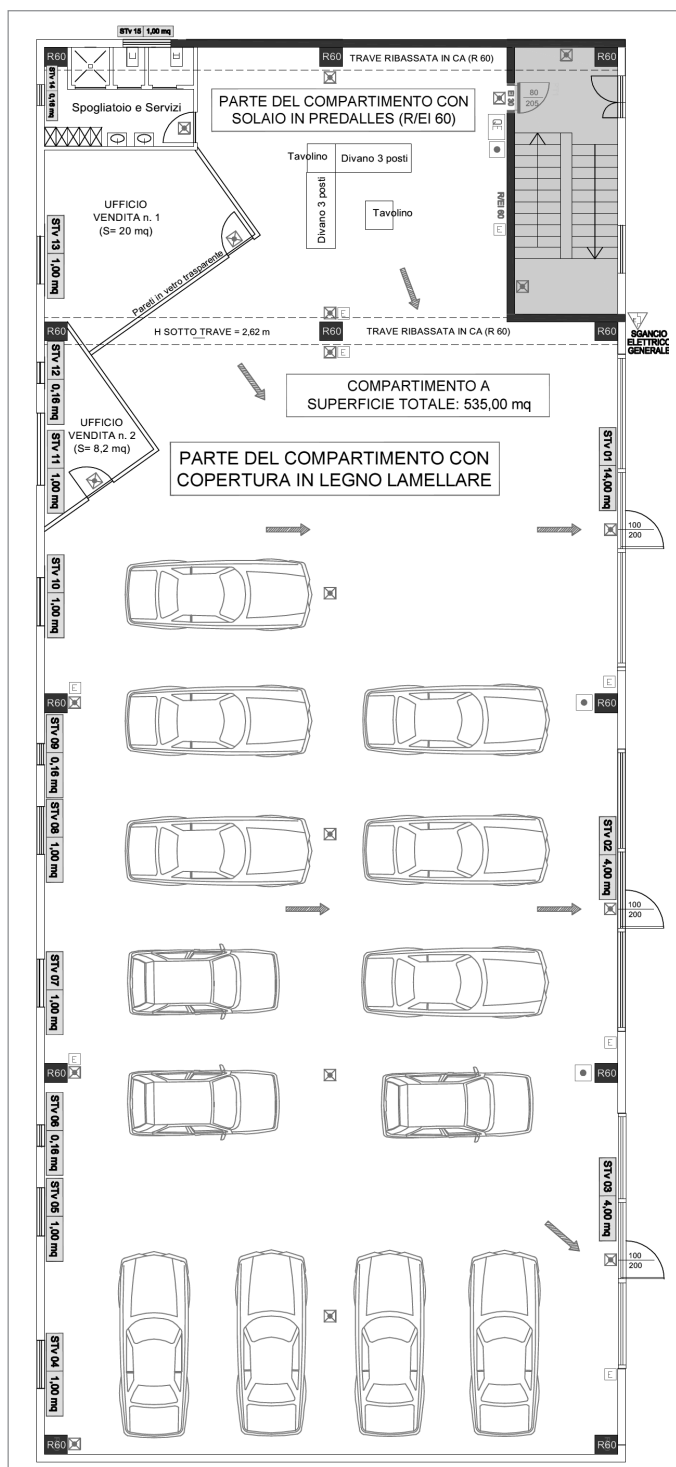 STv 15 1,00 mq
R60
R60
TRAVE RIBASSATA IN CA (R 60)
R60
STv 14 0,16 mq
Spogliatoio e Servizi
PARTE DEL COMPARTIMENTO CON
SOLAIO IN PREDALLES (R/EI 60)
EI 30
80
205
QE
Tavolino
Divano 3 posti
Divano 3 posti
Tavolino
R/EI 60
E
UFFICIO
VENDITA n. 1
(S= 20 mq)
STv 13 1,00 mq
Pareti in vetro trasparente
E
R60
H SOTTO TRAVE = 2,62 m
R60
TRAVE RIBASSATA IN CA (R 60)
R60
E
SGANCIO
ELETTRICO
GENERALE
STv 12 0,16 mq
COMPARTIMENTO A
SUPERFICIE TOTALE: 535,00 mq
UFFICIO
VENDITA n. 2
(S= 8,2 mq)
STv 11 1,00 mq
PARTE DEL COMPARTIMENTO CON
COPERTURA IN LEGNO LAMELLARE
STv 01 14,00 mq
100
200
STv 10 1,00 mq
E
E
R60
R60
STv 09 0,16 mq
STv 08 1,00 mq
STv 02 4,00 mq
100
200
STv 07 1,00 mq
E
E
R60
R60
STv 06 0,16 mq
STv 05 1,00 mq
STv 03 4,00 mq
100
200
STv 04 1,00 mq
E
R60
R60